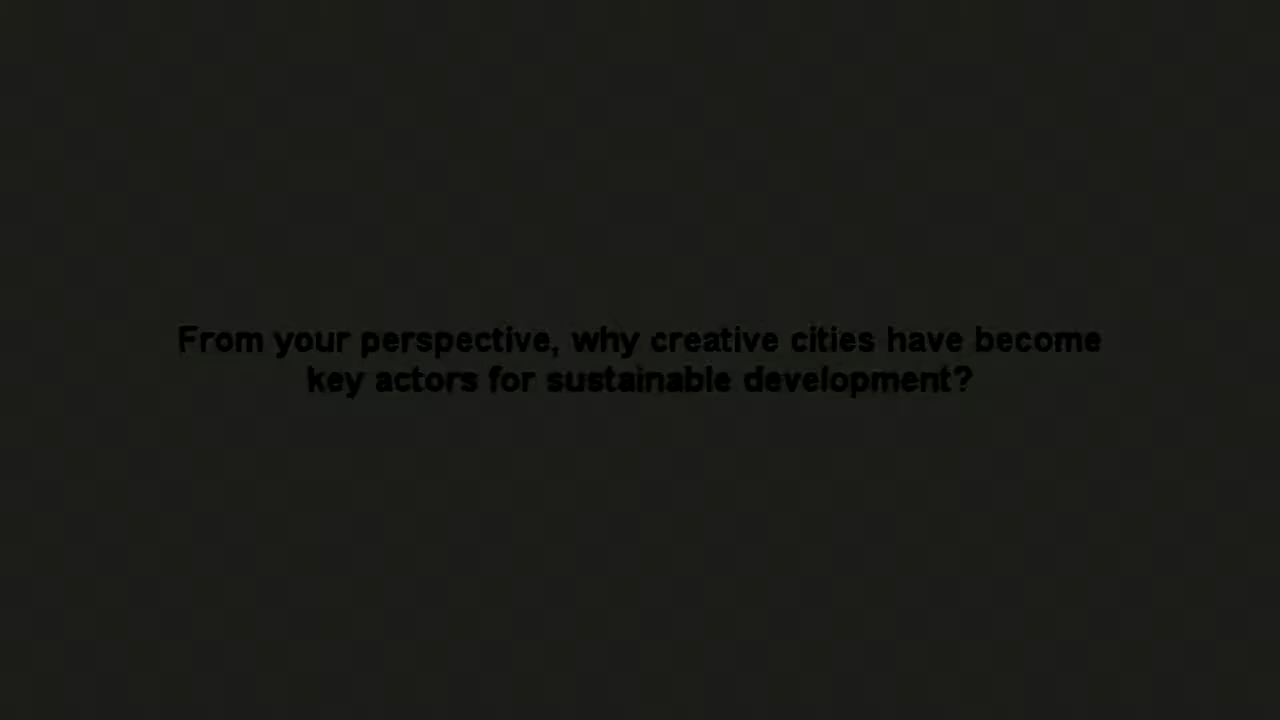 From your perspective, why creative cities have become
key actors for sustainable development?